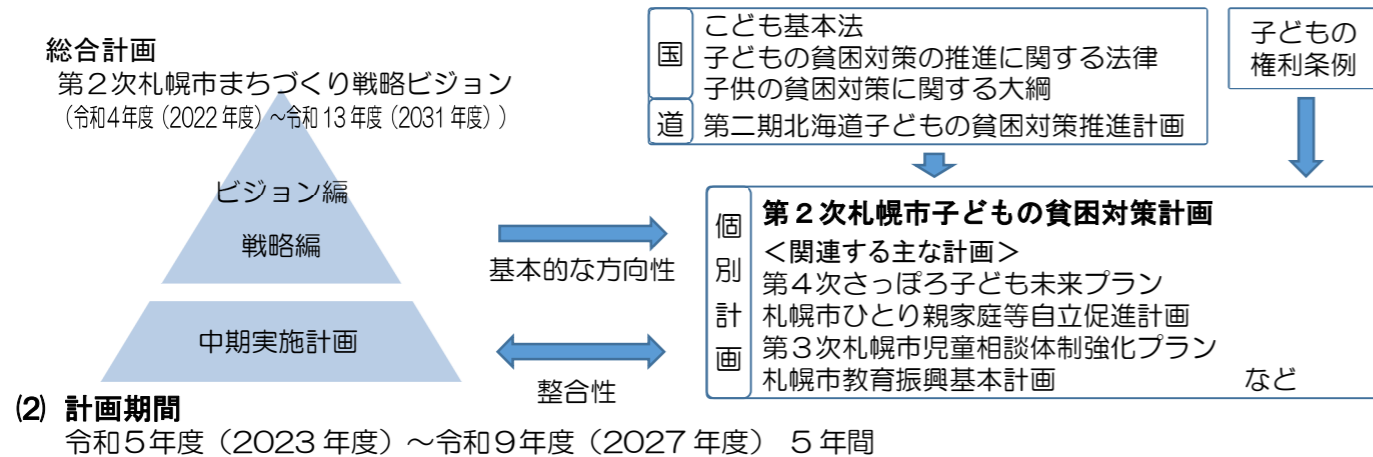 総合計画
第2次札幌市まちづくり戦略ビジョン
（令和4年度（2022年度）～令和13年度（2031年度））
ビジョン編
戦略編
中期実施計画
基本的な方向性
整合性
国
こども基本法
子どもの貧困対策の推進に関する法律
子供の貧困対策に関する大綱
道
第二期北海道子どもの貧困対策推進計画
子どもの
権利条例
個別計画
第２次札幌市子どもの貧困対策計画
＜関連する主な計画＞
第４次さっぽろ子ども未来プラン
札幌市ひとり親家庭等自立促進計画
第３次札幌市児童相談体制強化プラン
札幌市教育振興基本計画 など
⑵ 計画期間
令和５年度（2023年度）～令和９年度（2027年度） 5年間